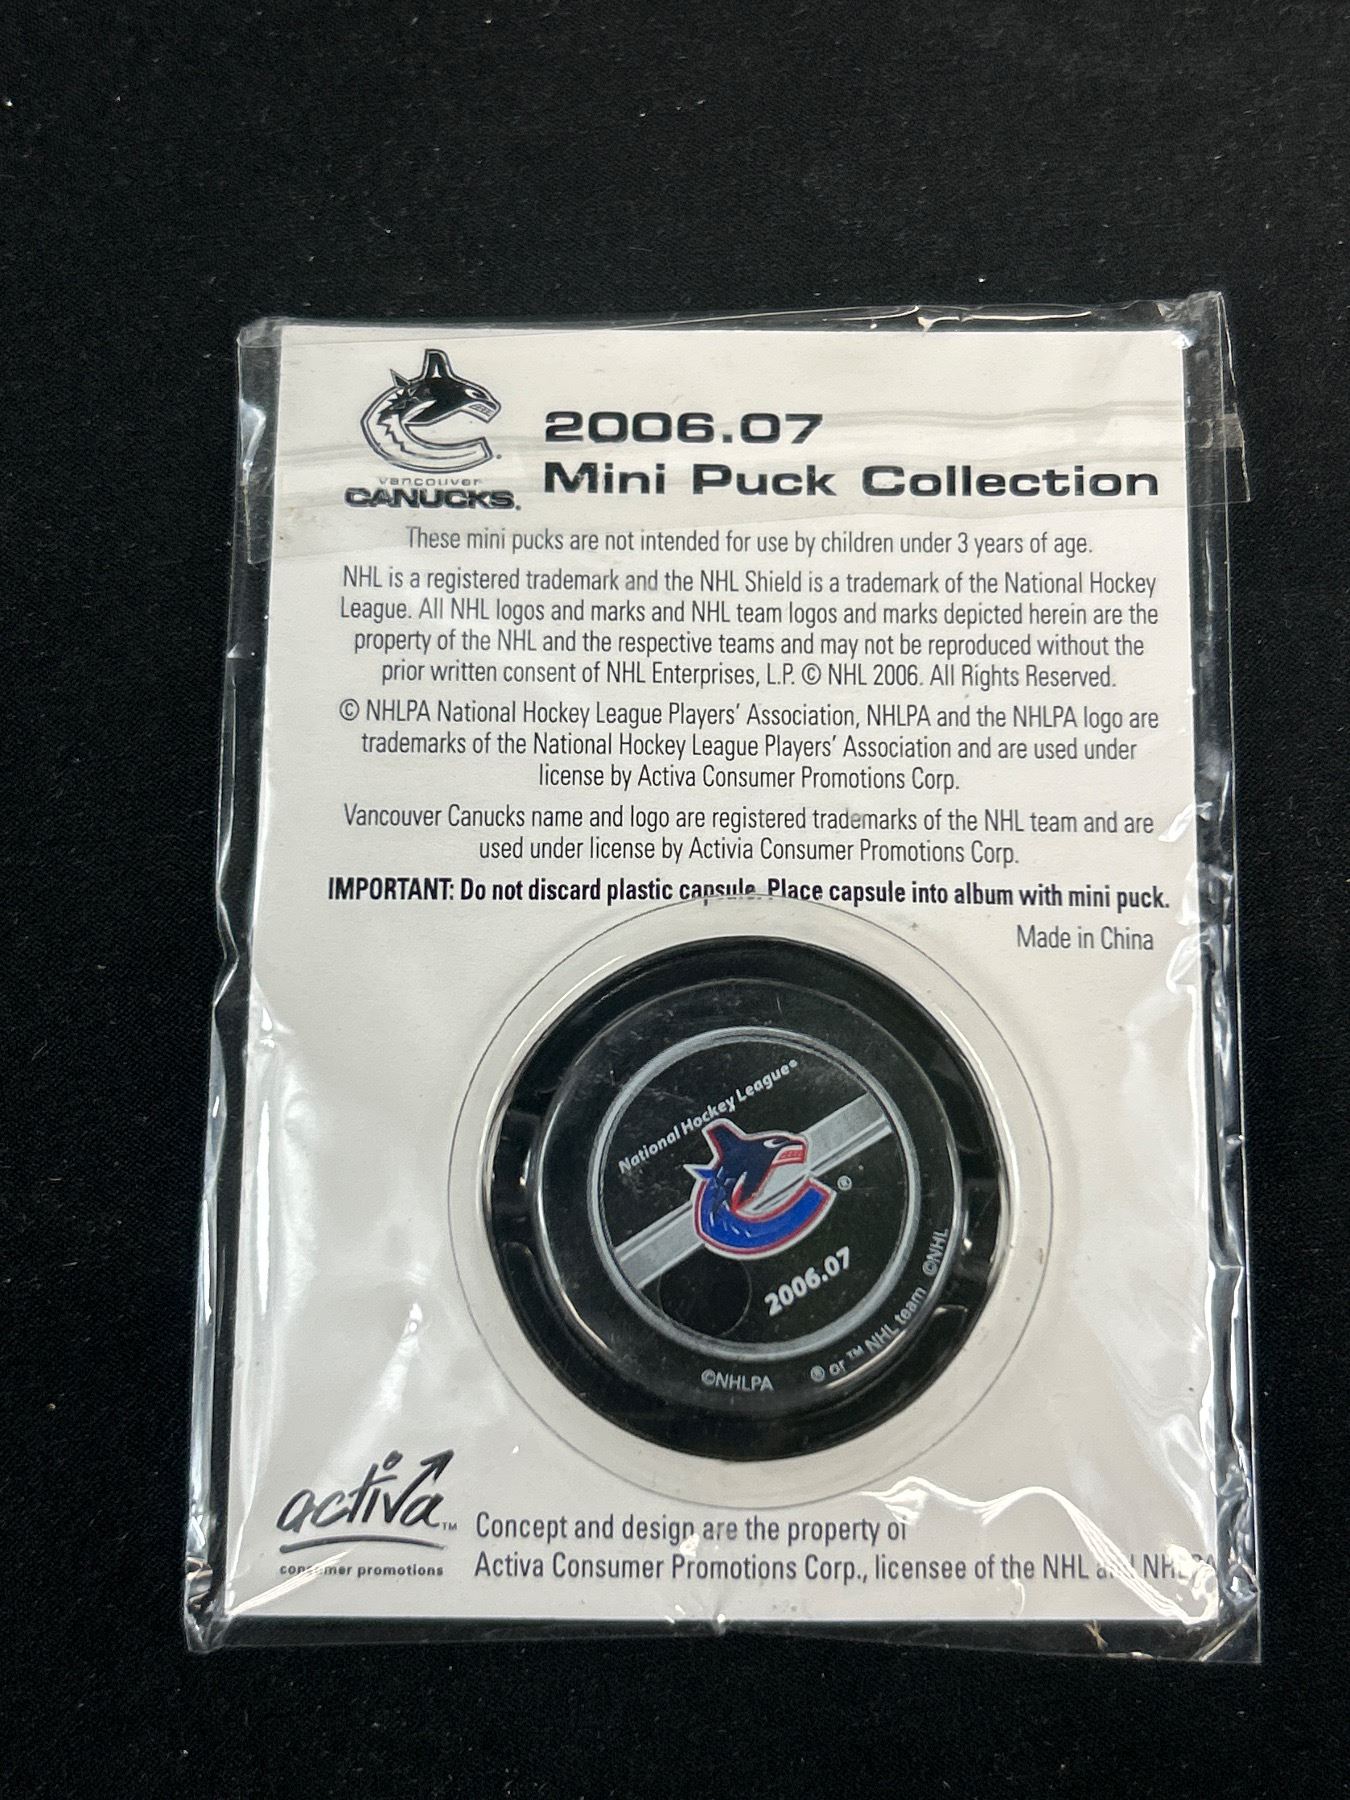 vancouver
CANUCKS.
2006.07
Mini Puck Collection
These mini pucks are not intended for use by children under 3 years of age.
NHL is a registered trademark and the NHL Shield is a trademark of the National Hockey
League. All NHL logos and marks and NHL team logos and marks depicted herein are the
property of the NHL and the respective teams and may not be reproduced without the
prior written consent of NHL Enterprises, L.P. © NHL 2006. All Rights Reserved.
© NHLPA National Hockey League Players' Association, NHLPA and the NHLPA logo are
trademarks of the National Hockey League Players' Association and are used under
license by Activa Consumer Promotions Corp.
Vancouver Canucks name and logo are registered trademarks of the NHL team and are
used under license by Activia Consumer Promotions Corp.
IMPORTANT: Do not discard plastic capsule. Place capsule into album with mini puck.
Made in China
National Hockey League®
®
2006.07
©NHLPA ® or ™ NHL team ©NHL
activa™
consumer promotions
Concept and design are the property of
Activa Consumer Promotions Corp., licensee of the NHL and NHLPA